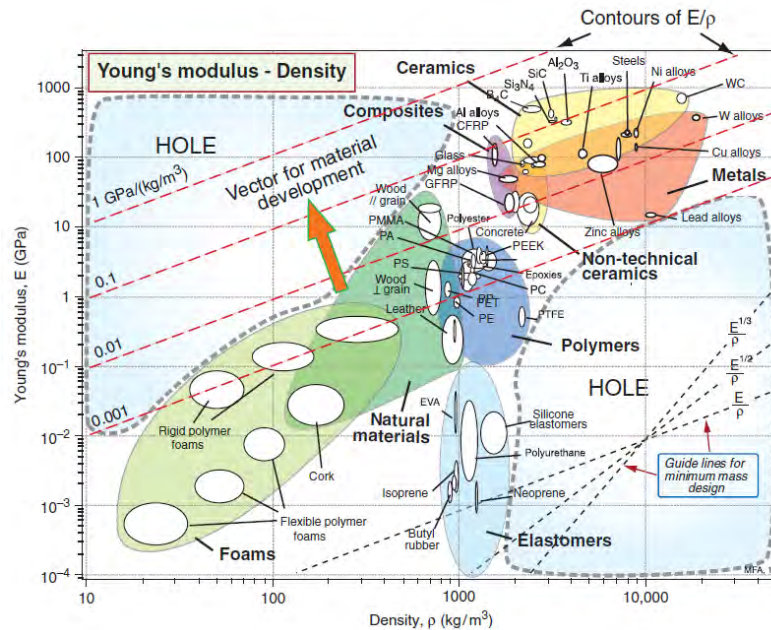 Contours of E/ρ
Young's modulus - Density
Ceramics
Composites
Al₂O₃
SiC
Si₃N₄
B₄C
Ti alloys
Steels
Ni alloys
WC
W alloys
Cu alloys
Metals
Lead alloys
Zinc alloys
Al alloys
CFRP
Glass
Mg alloys
GFRP
HOLE
Vector for material
development
1 GPa/(kg/m³)
0.1
0.01
0.001
Wood
// grain
PMMA
PA
PS
Wood
⊥ grain
Leather
Polyester
Concrete
PEEK
Non-technical
ceramics
Epoxies
PC
PP
PET
PE
PTFE
Polymers
Natural
materials
Rigid polymer
foams
Cork
Flexible polymer
foams
Foams
EVA
Silicone
elastomers
Polyurethane
Isoprene
Neoprene
Butyl
rubber
Elastomers
HOLE
E¹/³
ρ
E¹/²
ρ
E
ρ
Guide lines for
minimum mass
design
Young's modulus, E (GPa)
1000
100
10
1
10⁻¹
10⁻²
10⁻³
10⁻⁴
10
100
1000
10,000
Density, ρ (kg/m³)